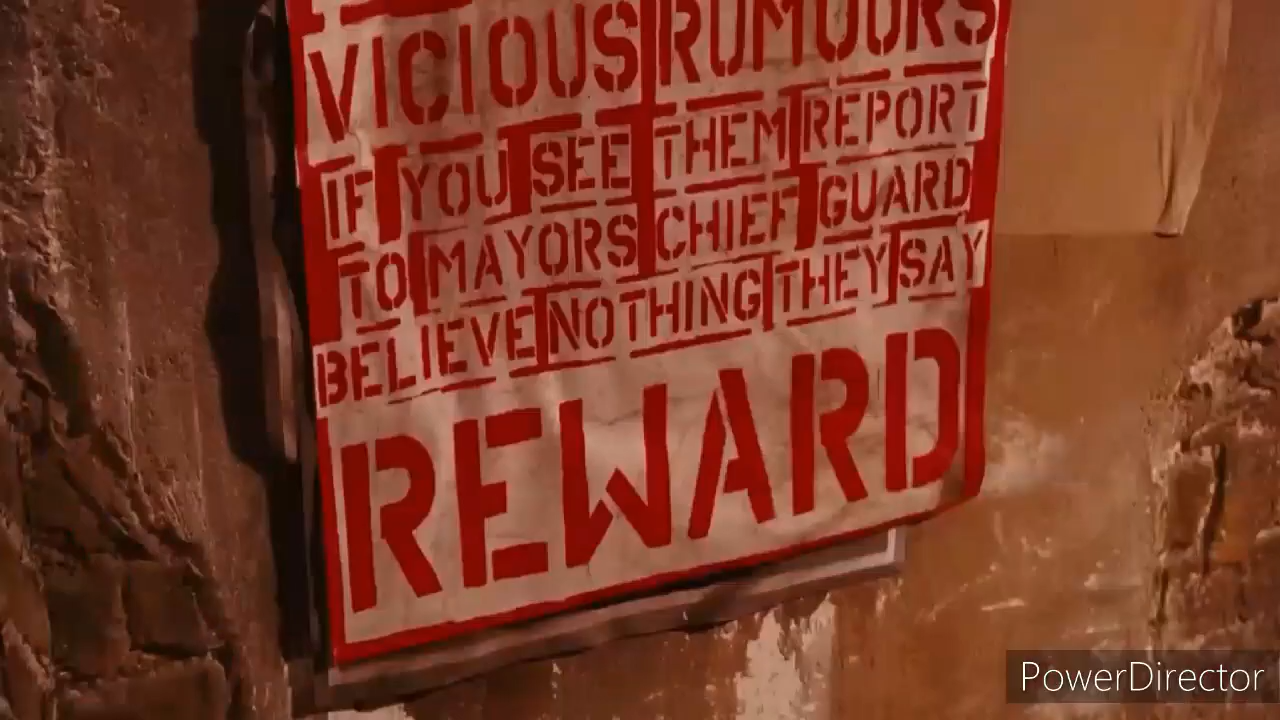 VICIOUS RUMOURS
IF YOU SEE THEM REPORT
TO MAYORS CHIEF GUARD
BELIEVE NOTHING THEY SAY
REWARD
PowerDirector